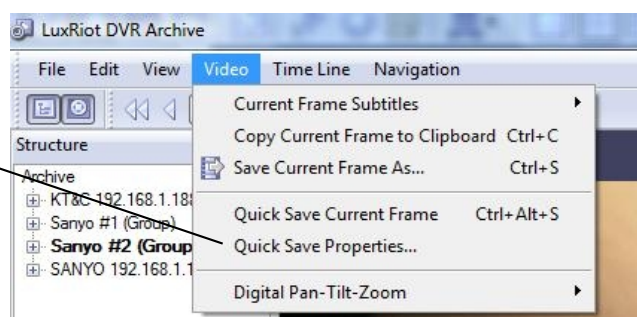 LuxRiot DVR Archive
File Edit View Video Time Line Navigation
Current Frame Subtitles
Copy Current Frame to Clipboard Ctrl+C
Save Current Frame As... Ctrl+S
Quick Save Current Frame Ctrl+Alt+S
Quick Save Properties...
Digital Pan-Tilt-Zoom
Structure
Archive
KT&C 192.168.1.188
Sanyo #1 (Group)
Sanyo #2 (Group
SANYO 192.168.1.1